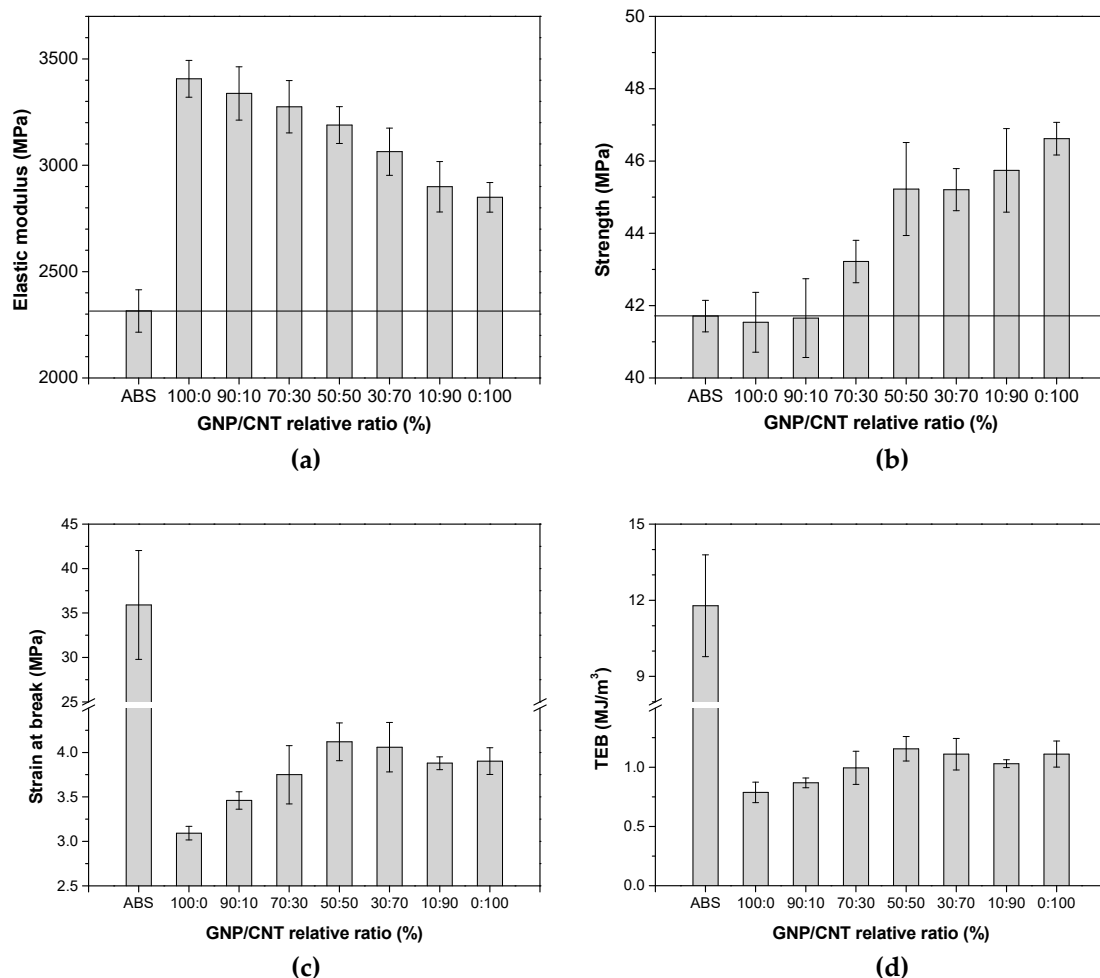 3500
3000
2500
2000
Elastic modulus (MPa)
ABS 100:0 90:10 70:30 50:50 30:70 10:90 0:100
GNP/CNT relative ratio (%)
(a)
50
48
46
44
42
40
Strength (MPa)
ABS 100:0 90:10 70:30 50:50 30:70 10:90 0:100
GNP/CNT relative ratio (%)
(b)
45
40
35
30
25
4.0
3.5
3.0
2.5
Strain at break (MPa)
ABS 100:0 90:10 70:30 50:50 30:70 10:90 0:100
GNP/CNT relative ratio (%)
(c)
15
12
9
1.0
0.5
0.0
TEB (MJ/m³)
ABS 100:0 90:10 70:30 50:50 30:70 10:90 0:100
GNP/CNT relative ratio (%)
(d)